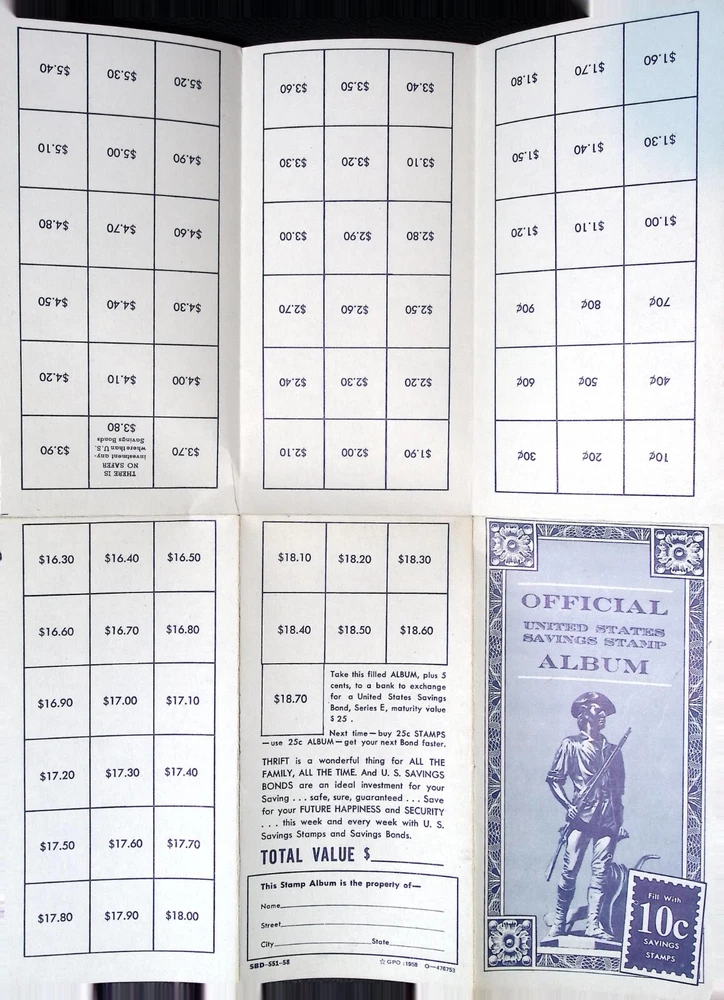 10¢ 20¢ 30¢
40¢ 50¢ 60¢
70¢ 80¢ 90¢
$1.00 $1.10 $1.20
$1.30 $1.40 $1.50
$1.60 $1.70 $1.80
$1.90 $2.00 $2.10
$2.20 $2.30 $2.40
$2.50 $2.60 $2.70
$2.80 $2.90 $3.00
$3.10 $3.20 $3.30
$3.40 $3.50 $3.60
$3.70
THERE IS
NO SAFER
investment any-
where than U.S.
Savings Bonds
$3.80
$3.90
$4.00 $4.10 $4.20
$4.30 $4.40 $4.50
$4.60 $4.70 $4.80
$4.90 $5.00 $5.10
$5.20 $5.30 $5.40
$16.30 $16.40 $16.50
$16.60 $16.70 $16.80
$16.90 $17.00 $17.10
$17.20 $17.30 $17.40
$17.50 $17.60 $17.70
$17.80 $17.90 $18.00
$18.10 $18.20 $18.30
$18.40 $18.50 $18.60
$18.70
Take this filled ALBUM, plus 5
cents, to a bank to exchange
for a United States Savings
Bond, Series E, maturity value
$ 25 .
Next time—buy 25c STAMPS
—use 25c ALBUM—get your next Bond faster.
THRIFT is a wonderful thing for ALL THE
FAMILY, ALL THE TIME. And U. S. SAVINGS
BONDS are an ideal investment for your
Saving . . . safe, sure, guaranteed . . . Save
for your FUTURE HAPPINESS and SECURITY
. . . this week and every week with U. S.
Savings Stamps and Savings Bonds.
TOTAL VALUE $
This Stamp Album is the property of—
Name
Street
City State
SBD-551-58 ☆ GPO : 1958 O—476753
OFFICIAL
UNITED STATES
SAVINGS STAMP
ALBUM
Fill With
10c
SAVINGS
STAMPS